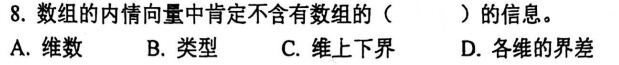 8. 数组的内情向量中肯定不含有数组的（　　）的信息。
A. 维数　　B. 类型　　C. 维上下界　　D. 各维的界差